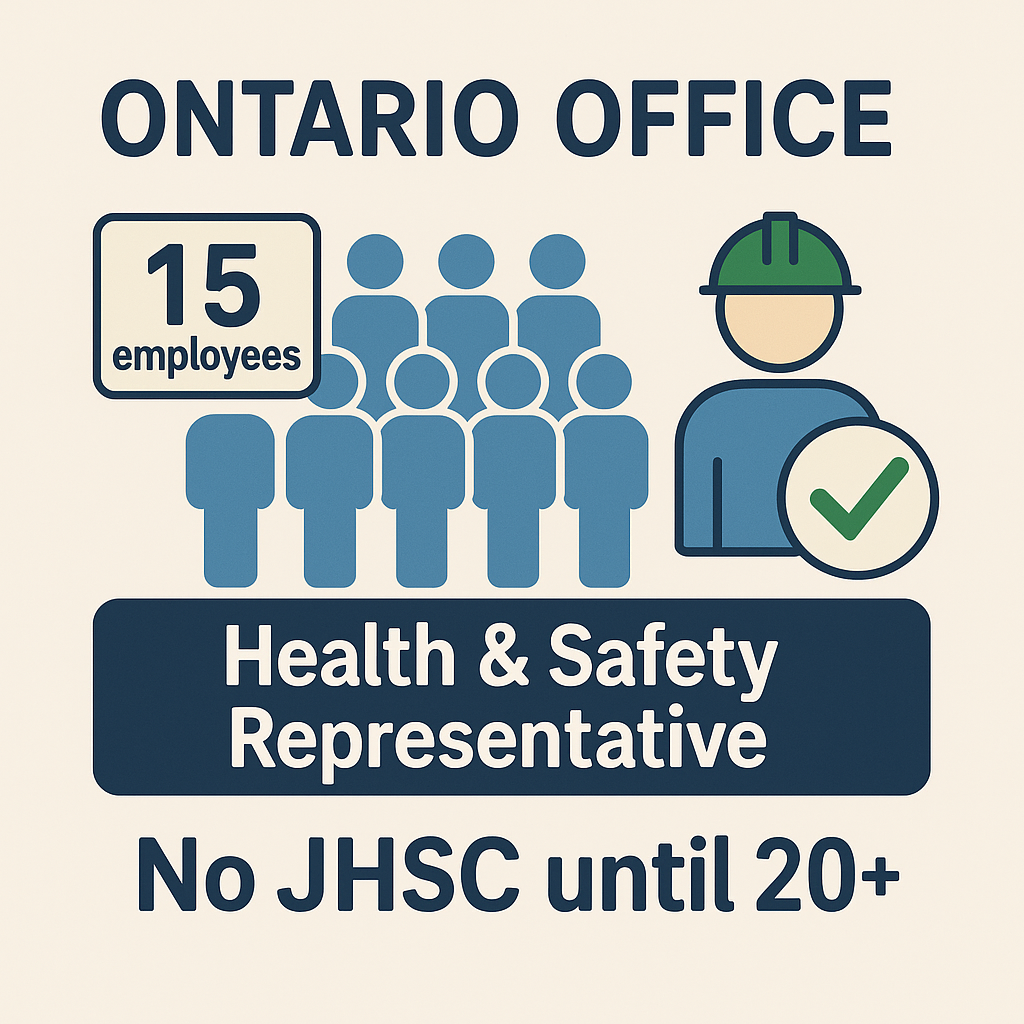 ONTARIO OFFICE
15
employees
Health & Safety
Representative
No JHSC until 20+